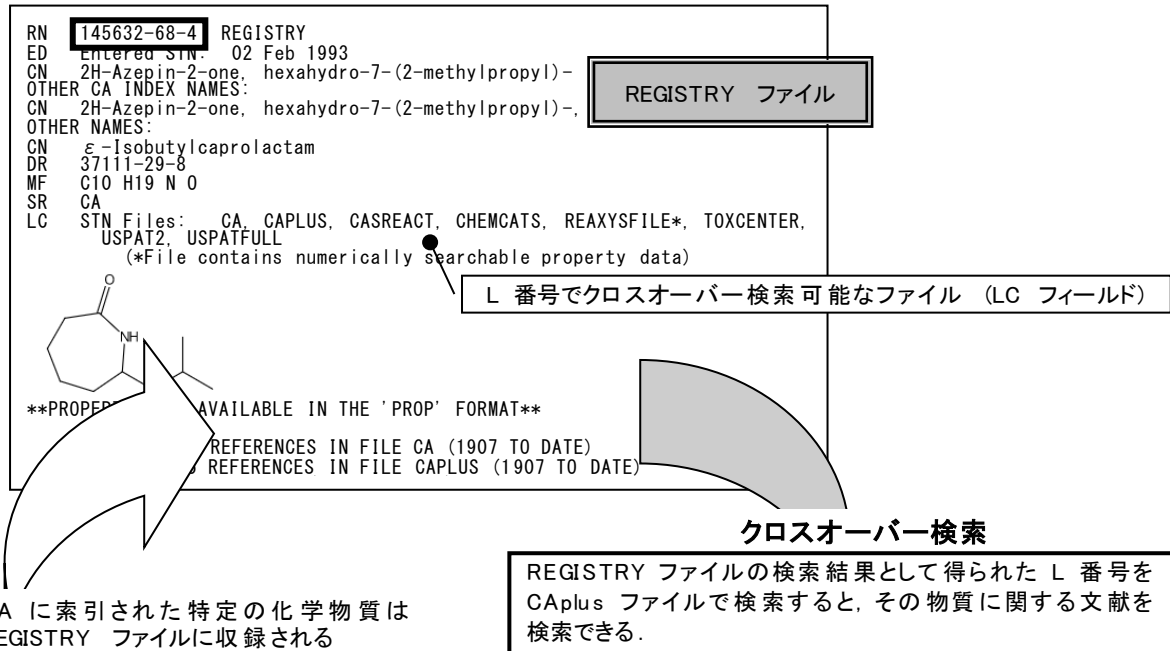 RN 145632-68-4 REGISTRY
ED Entered STN: 02 Feb 1993
CN 2H-Azepin-2-one, hexahydro-7-(2-methylpropyl)-
OTHER CA INDEX NAMES:
CN 2H-Azepin-2-one, hexahydro-7-(2-methylpropyl)-,
OTHER NAMES:
CN ε-Isobutylcaprolactam
DR 37111-29-8
MF C10 H19 N O
SR CA
LC STN Files: CA, CAPLUS, CASREACT, CHEMCATS, REAXYSFILE*, TOXCENTER,
USPAT2, USPATFULL
(*File contains numerically searchable property data)
REGISTRY ファイル
L 番号でクロスオーバー検索可能なファイル (LC フィールド)
O
NH
**PROPER AVAILABLE IN THE 'PROP' FORMAT**
REFERENCES IN FILE CA (1907 TO DATE)
REFERENCES IN FILE CAPLUS (1907 TO DATE)
クロスオーバー検索
REGISTRY ファイルの検索結果として得られた L 番号を
CAplus ファイルで検索すると, その物質に関する文献を
検索できる.
A に索引された特定の化学物質は
EGISTRY ファイルに収録される